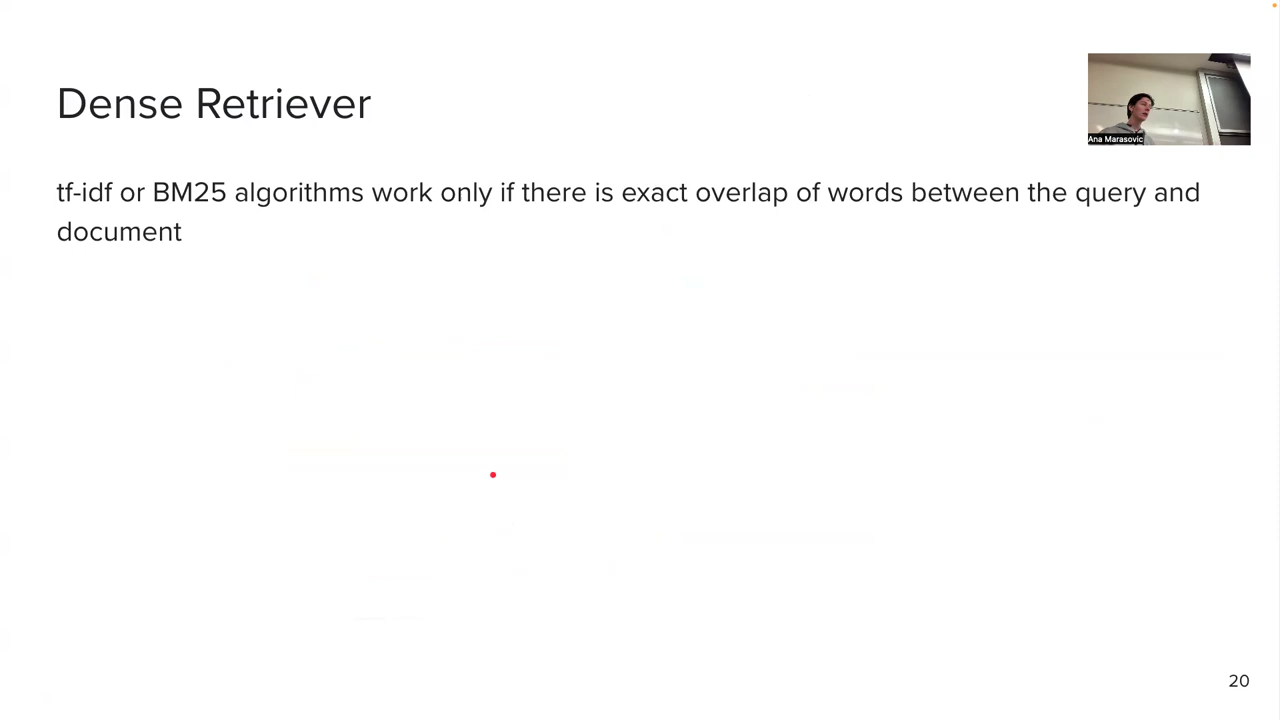 Dense Retriever
Ana Marasovic
tf-idf or BM25 algorithms work only if there is exact overlap of words between the query and
document
20